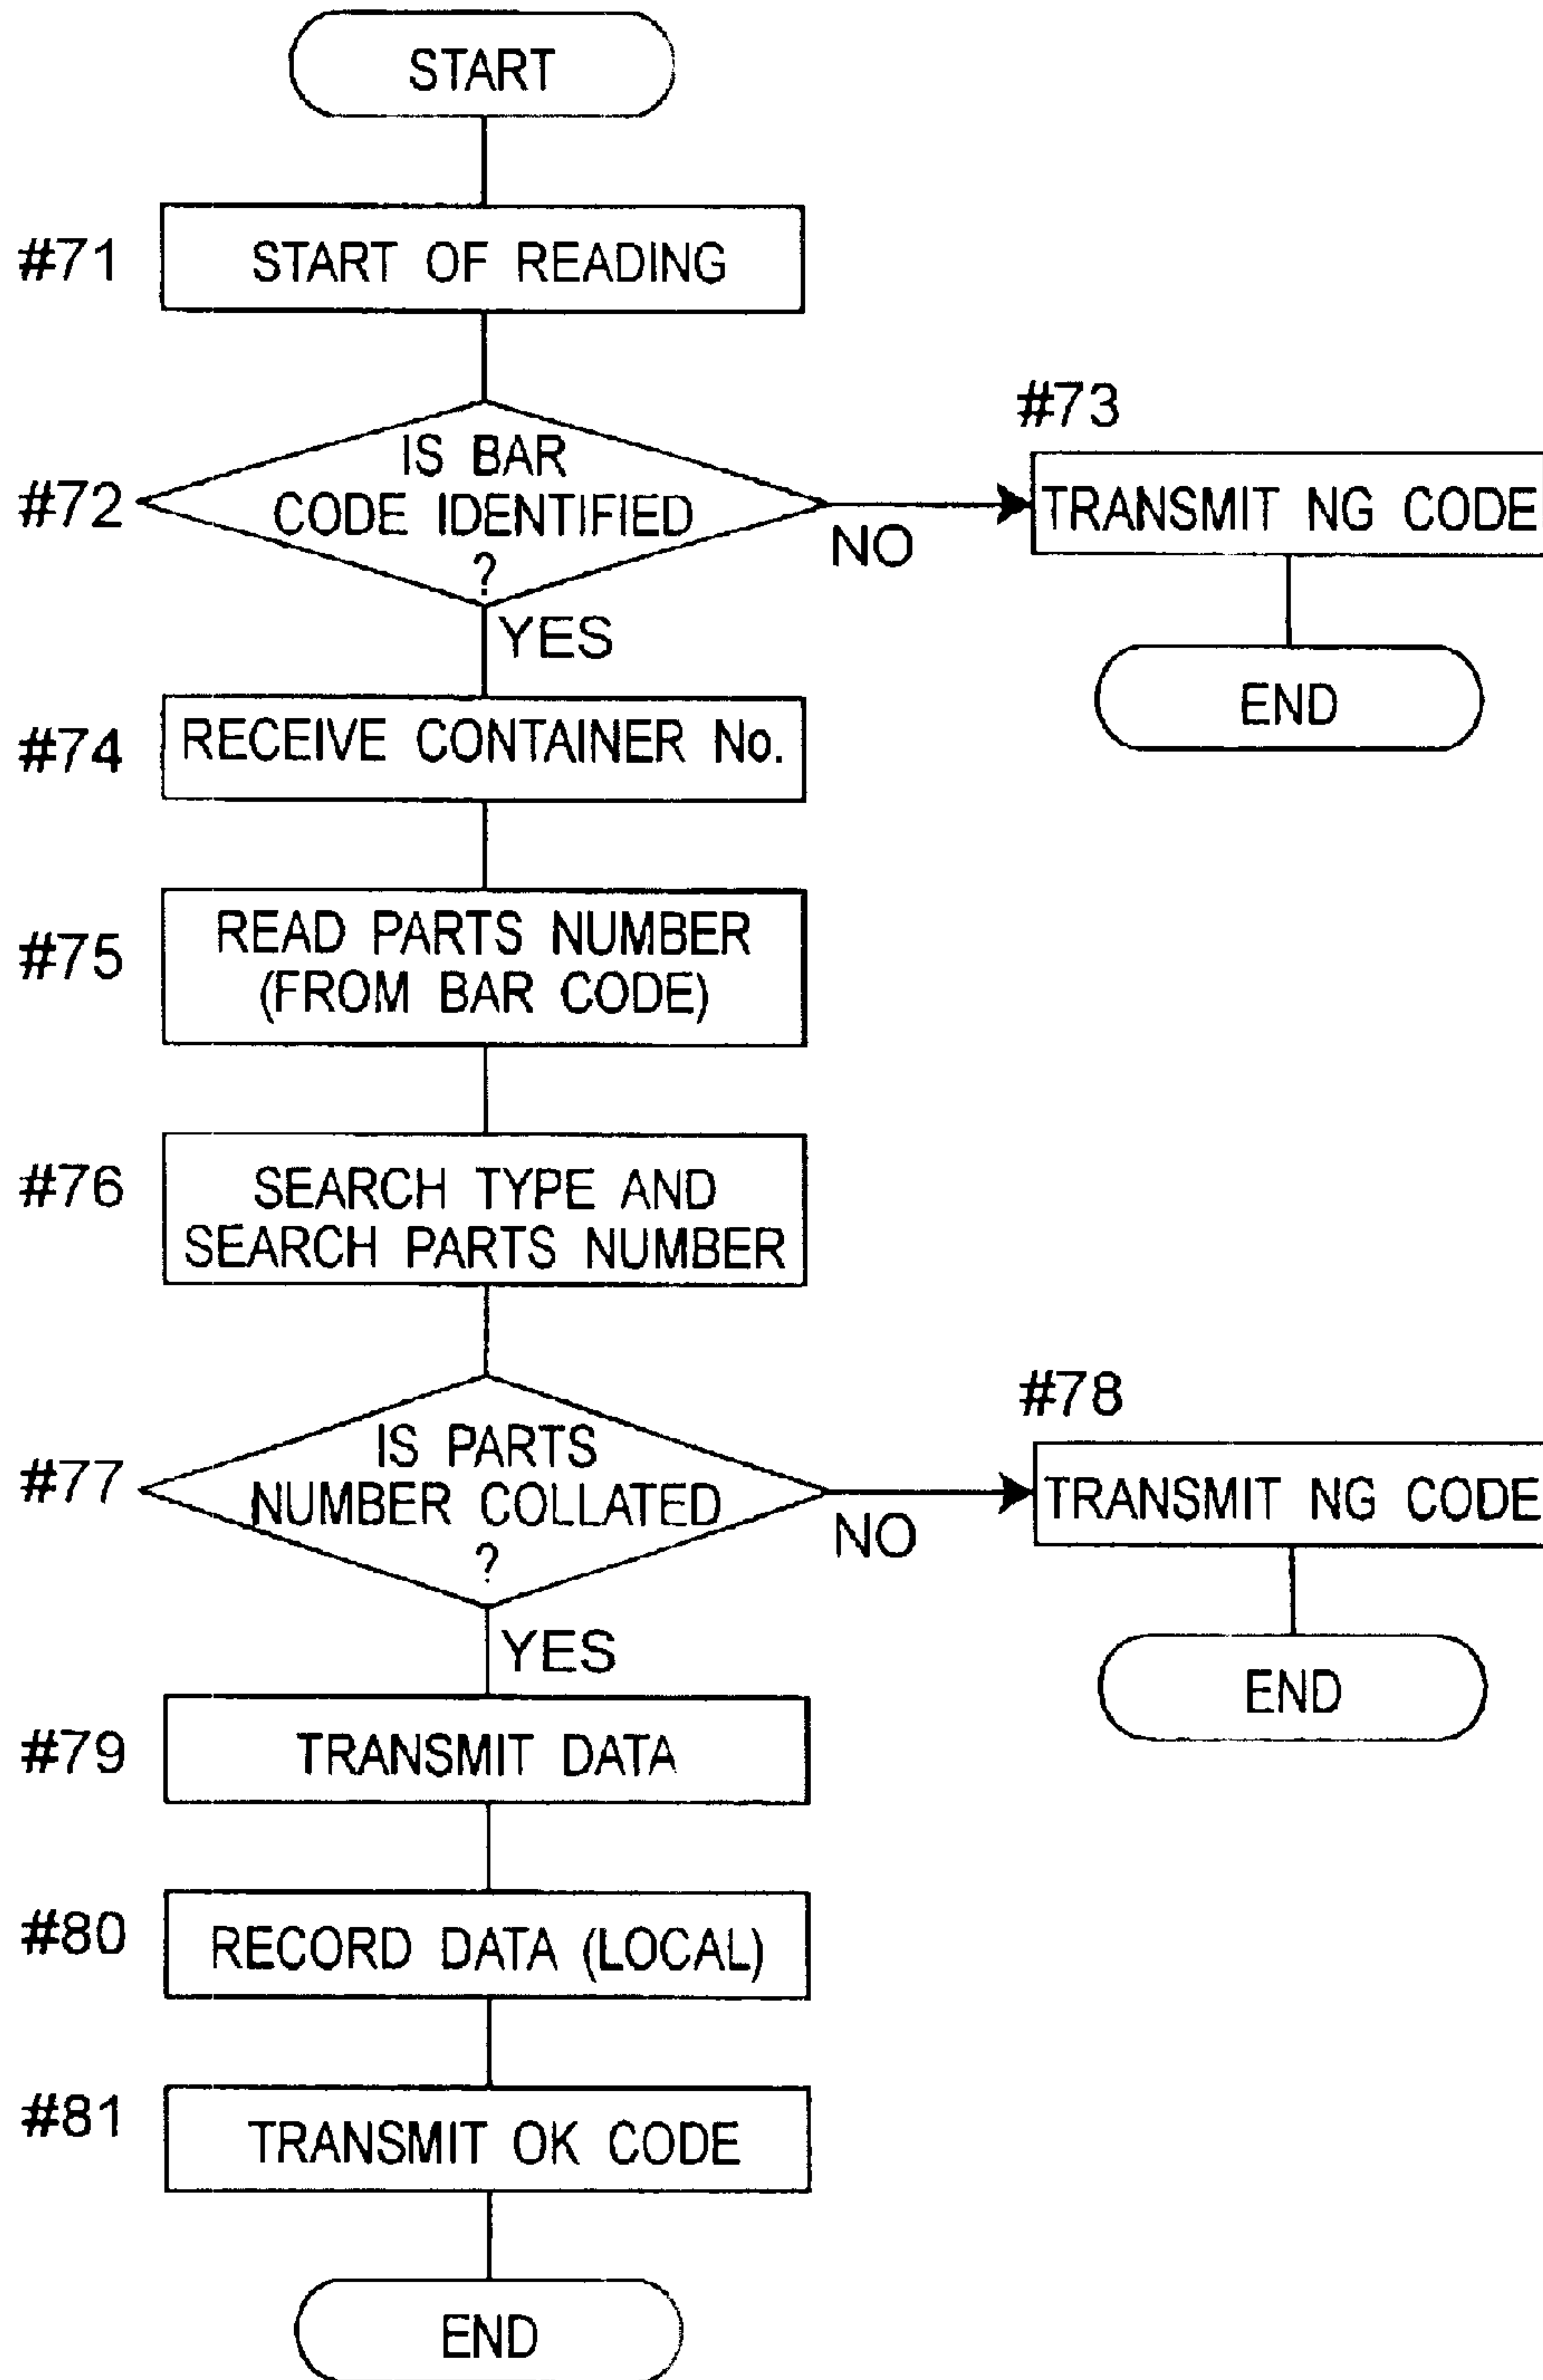 START
#71
START OF READING
#72
IS BAR
CODE IDENTIFIED
?
NO
#73
TRANSMIT NG CODE
END
YES
#74
RECEIVE CONTAINER No.
#75
READ PARTS NUMBER
(FROM BAR CODE)
#76
SEARCH TYPE AND
SEARCH PARTS NUMBER
#77
IS PARTS
NUMBER COLLATED
?
NO
#78
TRANSMIT NG CODE
END
YES
#79
TRANSMIT DATA
#80
RECORD DATA (LOCAL)
#81
TRANSMIT OK CODE
END